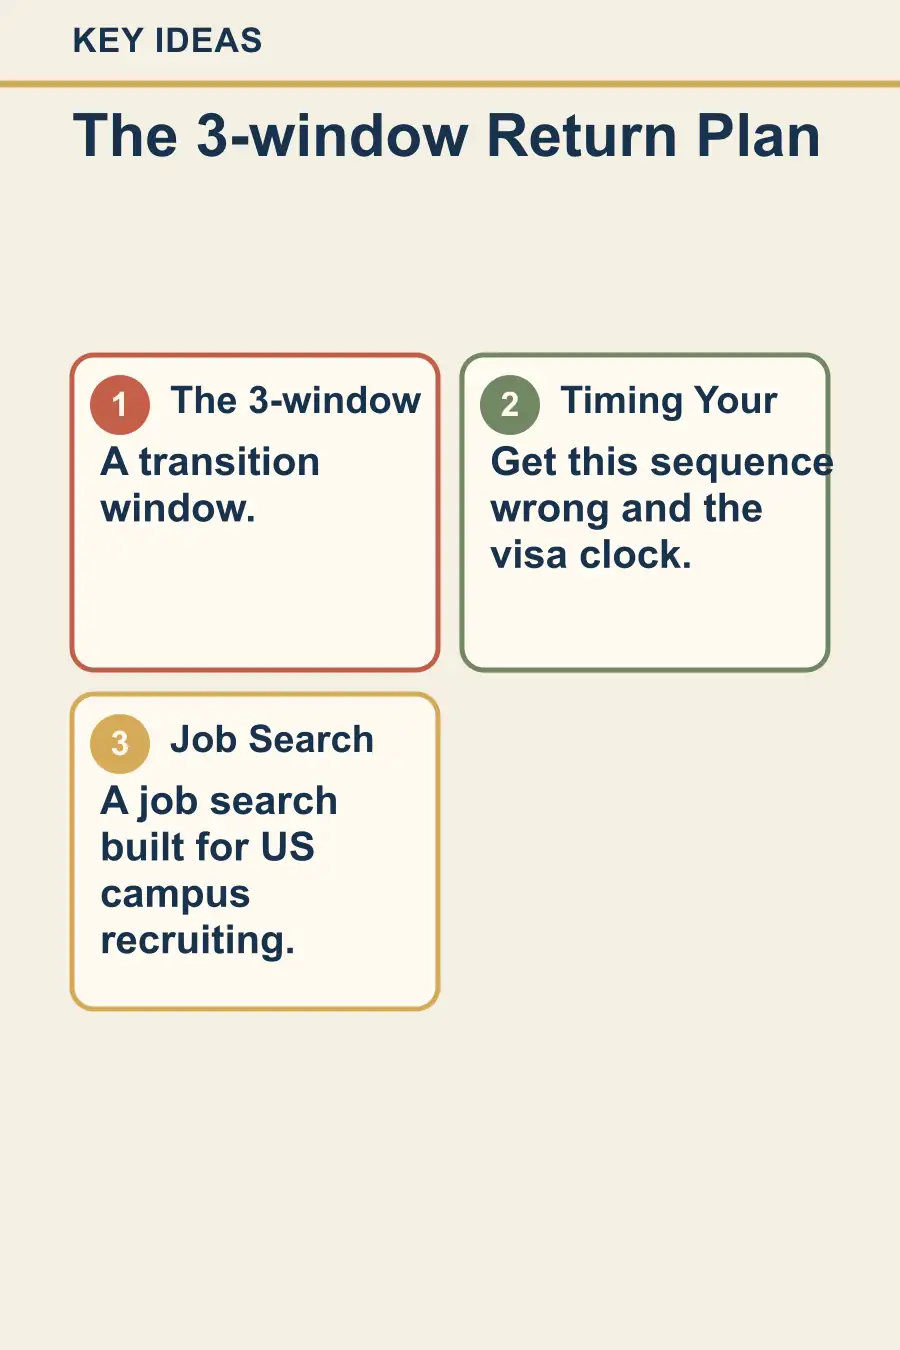 KEY IDEAS
The 3-window Return Plan
1
The 3-window
A transition
window.
2
Timing Your
Get this sequence
wrong and the
visa clock.
3
Job Search
A job search
built for US
campus
recruiting.